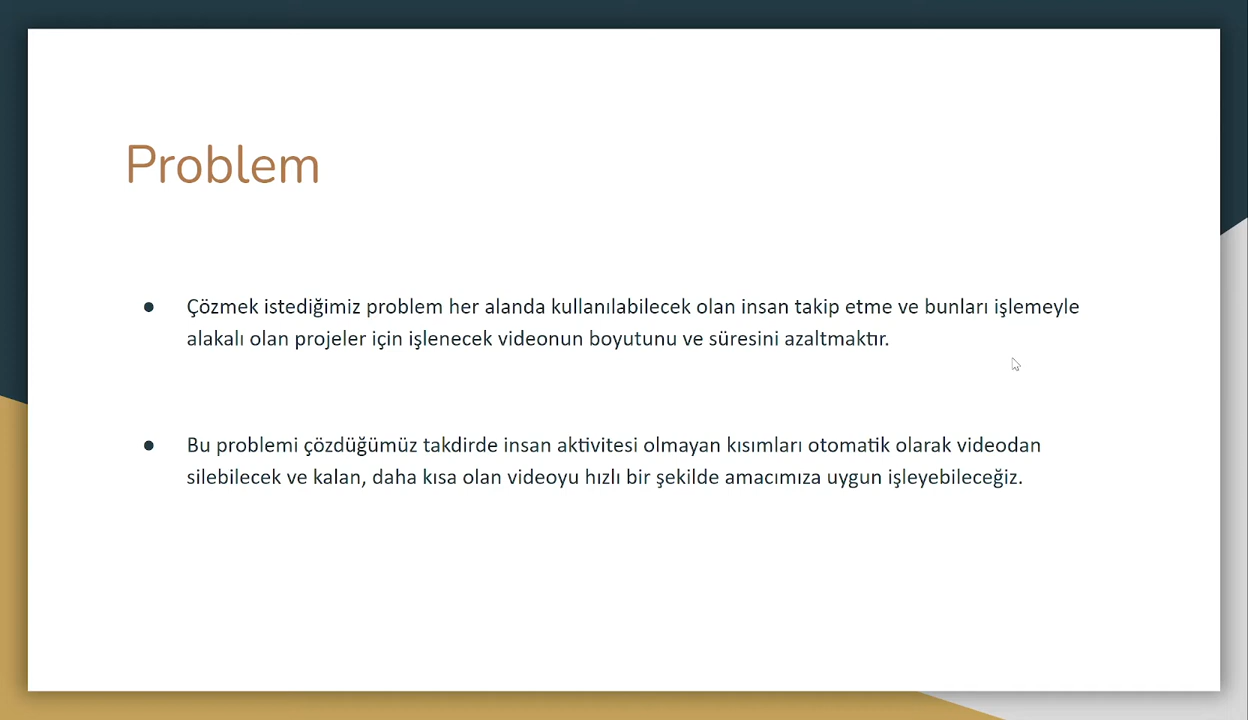 Problem
● Çözmek istediğimiz problem her alanda kullanılabilecek olan insan takip etme ve bunları işlemeyle
alakalı olan projeler için işlenecek videonun boyutunu ve süresini azaltmaktır.
● Bu problemi çözdüğümüz takdirde insan aktivitesi olmayan kısımları otomatik olarak videodan
silebilecek ve kalan, daha kısa olan videoyu hızlı bir şekilde amacımıza uygun işleyebileceğiz.